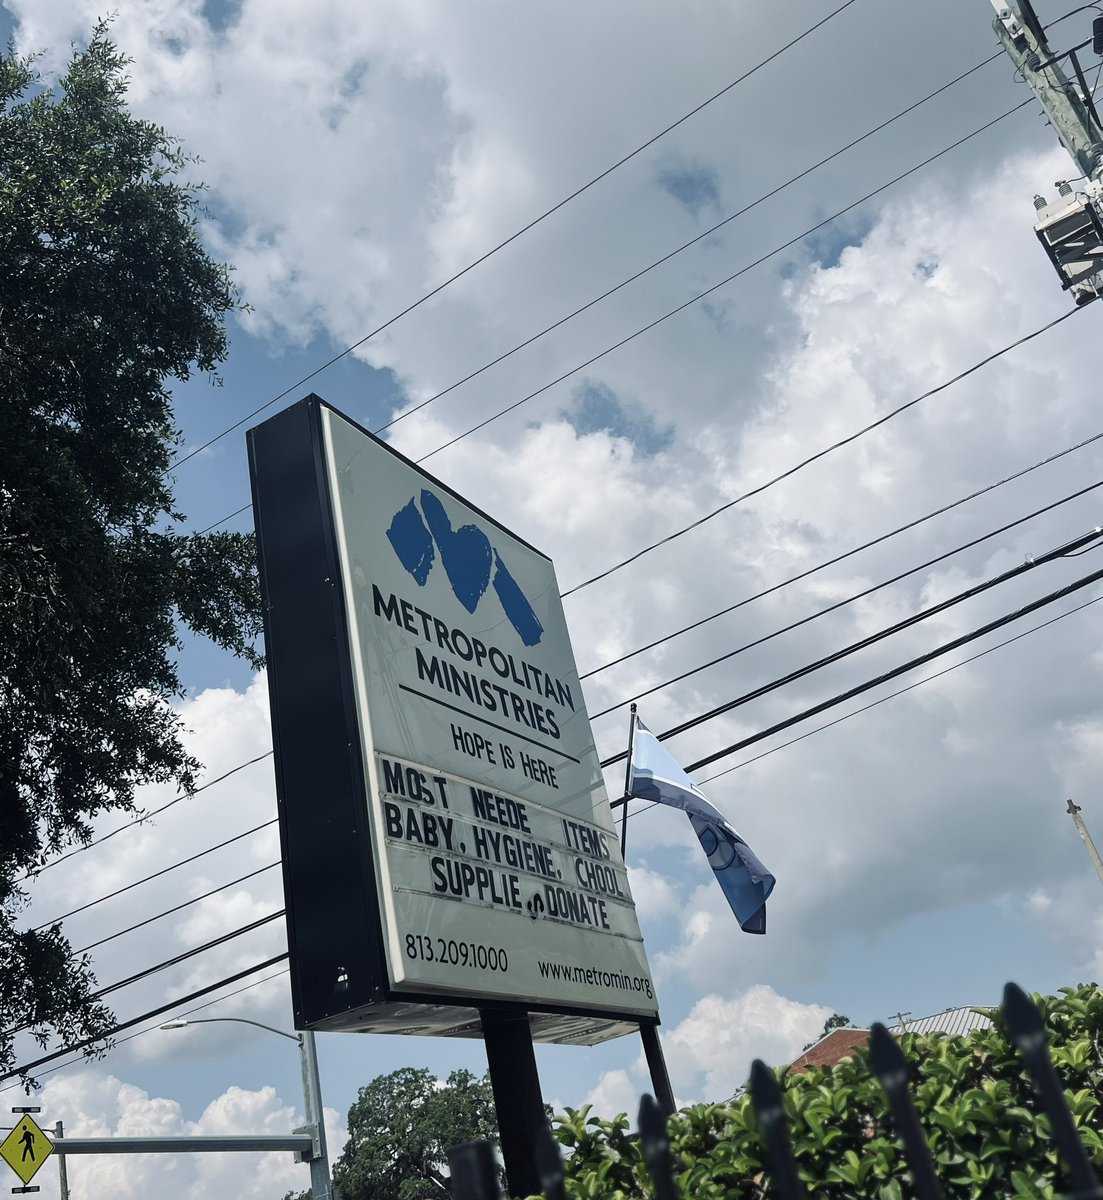 METROPOLITAN
MINISTRIES
HOPE IS HERE
MOST NEEDE ITEMS
BABY, HYGIENE, CHOOL
SUPPLIE DONATE
813.209.1000
www.metromin.org